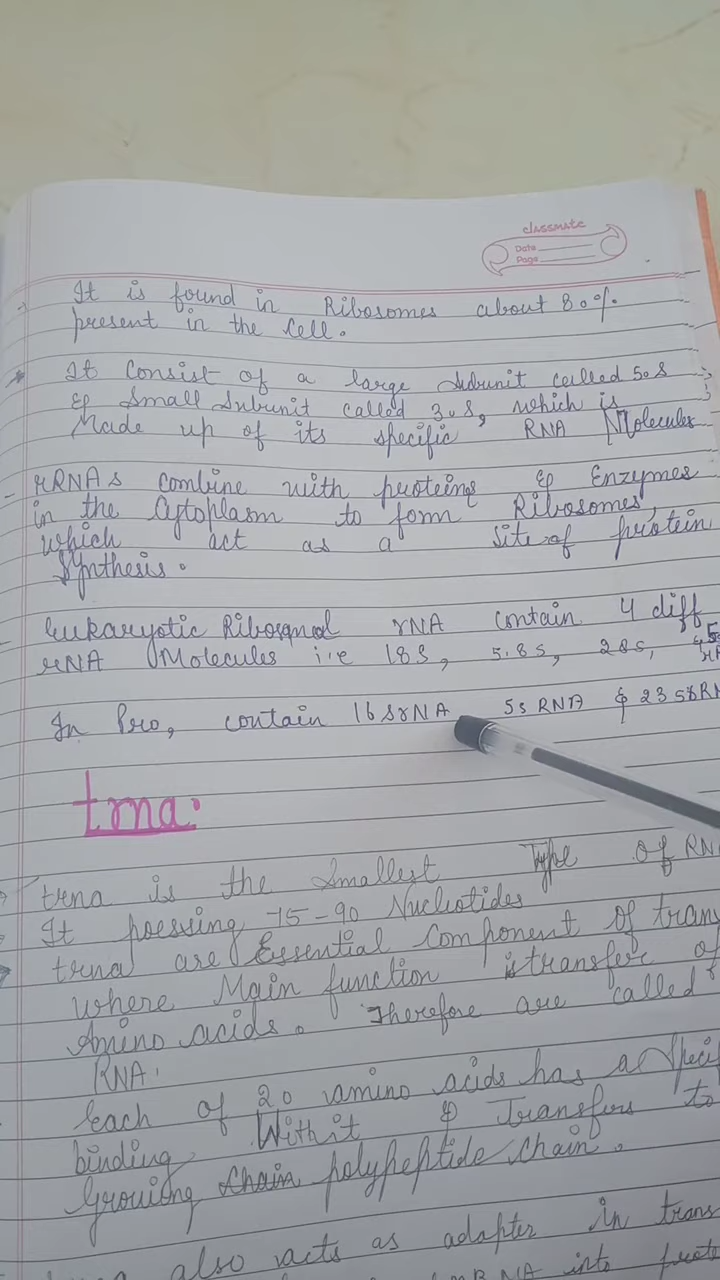 classmate
Date
Page
It is found in Ribosomes about 80%.
present in the cell.
It Consist of a large Subunit called 50S
& Small Subunit called 30S, which is
Made up of its specific RNA Molecules
rRNAs combine with proteins & Enzymes
in the Cytoplasm to form Ribosomes,
which act as a site of protein
Synthesis.
Eukaryotic Ribosomal rRNA contain 4 diff
rRNA Molecules i.e 18S, 5.8S, 28S,
In Pro, contain 16SrRNA 5s RNA & 23S
trna:
trna is the Smallest Type of RN
It poessing 75-90 Nucleotides
trna are Essential Component of trans
where Main function is transfer of
Amino acids. Therefore are called
RNA.
Each of 20 amino acids has a Speci
binding With it & Transfers to
Growing chain polypeptide chain.
also acts as adapter in trans
RNA into